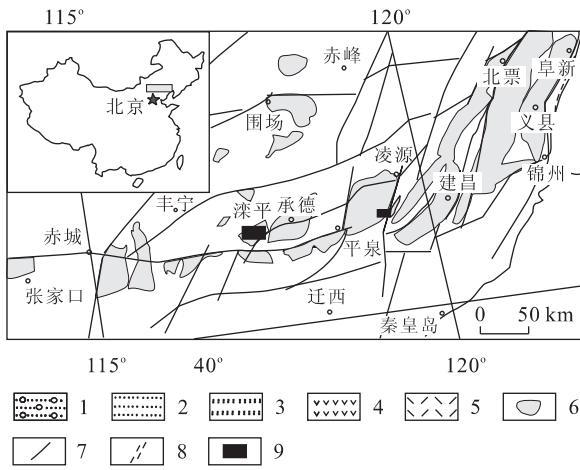 115° 120°
赤峰
北票 阜新
北京
围场
义县
凌源
锦州
丰宁
建昌
滦平 承德
赤城
平泉
张家口
迁西
秦皇岛
0 50 km
115° 40° 120°
1 2 3 4 5 6
7 8 9